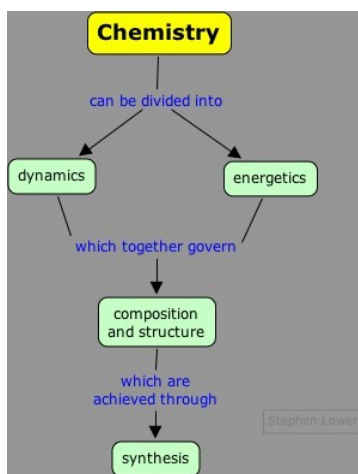 Chemistry
can be divided into
dynamics
energetics
which together govern
composition
and structure
which are
achieved through
Stephen Lower
synthesis